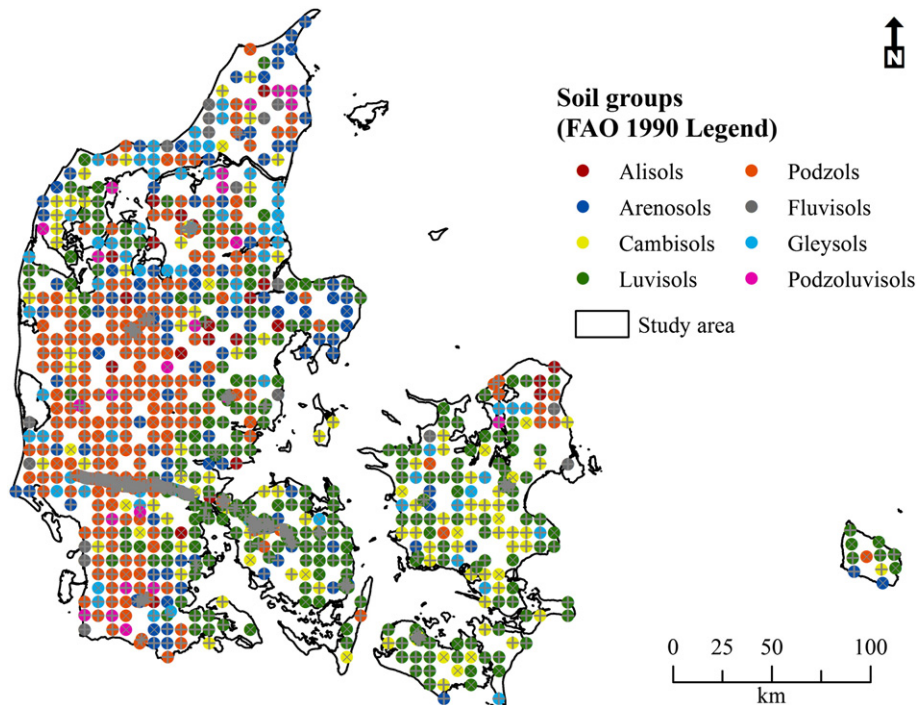 N
Soil groups
(FAO 1990 Legend)
Alisols Podzols
Arenosols Fluvisols
Cambisols Gleysols
Luvisols Podzoluvisols
Study area
0 25 50 100
km